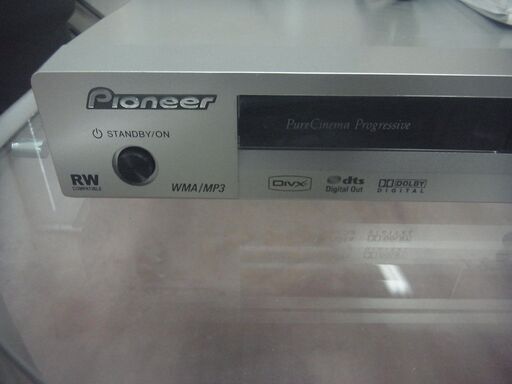 Pioneer
PureCinema Progressive
STANDBY/ON
RW
COMPATIBLE
WMA/MP3
DivX
dts
Digital Out
DOLBY
DIGITAL